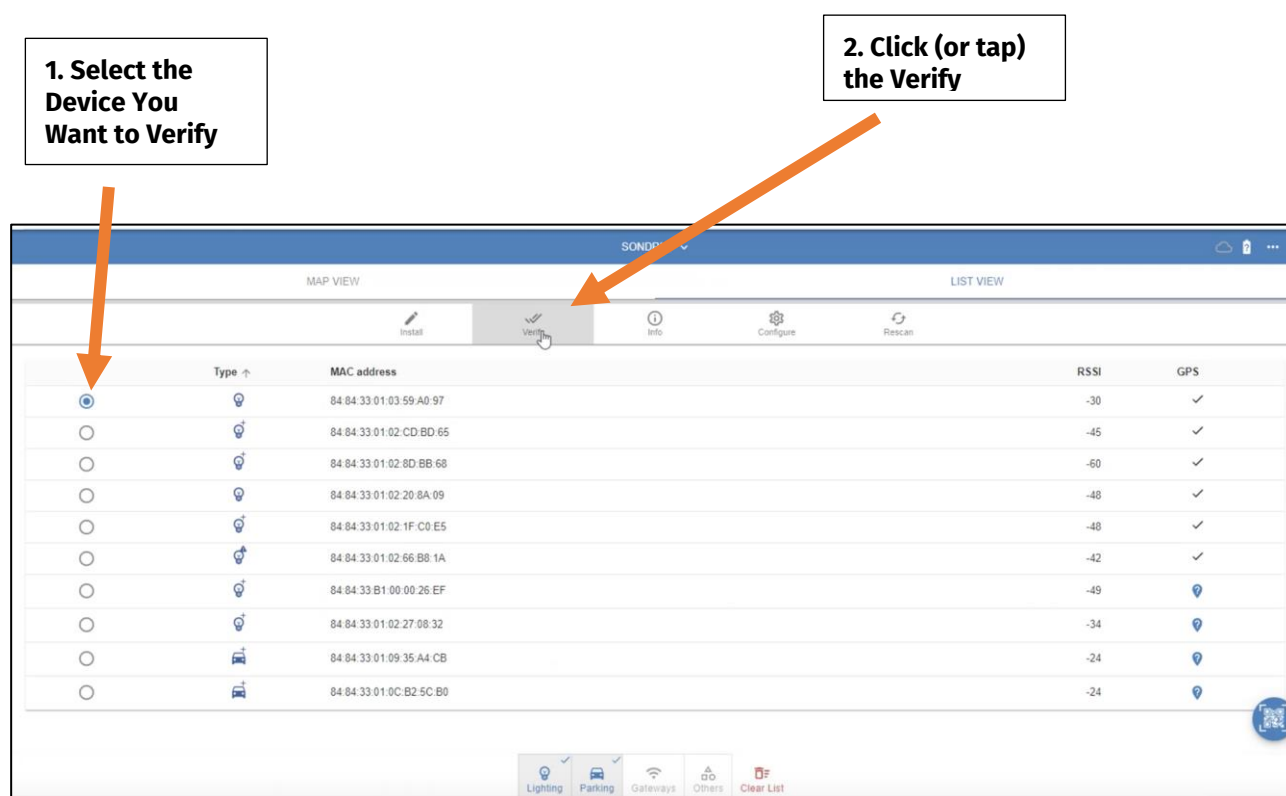 1. Select the
Device You
Want to Verify
2. Click (or tap)
the Verify
MAP VIEW
LIST VIEW
Install
Verify
Info
Configure
Rescan
Type ↑ MAC address RSSI GPS
84:84:33:01:03:59:A0:97 -30
84:84:33:01:02:CD:BD:65 -45
84:84:33:01:02:8D:BB:68 -60
84:84:33:01:02:20:8A:09 -48
84:84:33:01:02:1F:C0:E5 -48
84:84:33:01:02:66:B8:1A -42
84:84:33:B1:00:00:26:EF -49
84:84:33:01:02:27:08:32 -34
84:84:33:01:09:35:A4:CB -24
84:84:33:01:0C:B2:5C:B0 -24
Lighting
Parking
Gateways
Others
Clear List